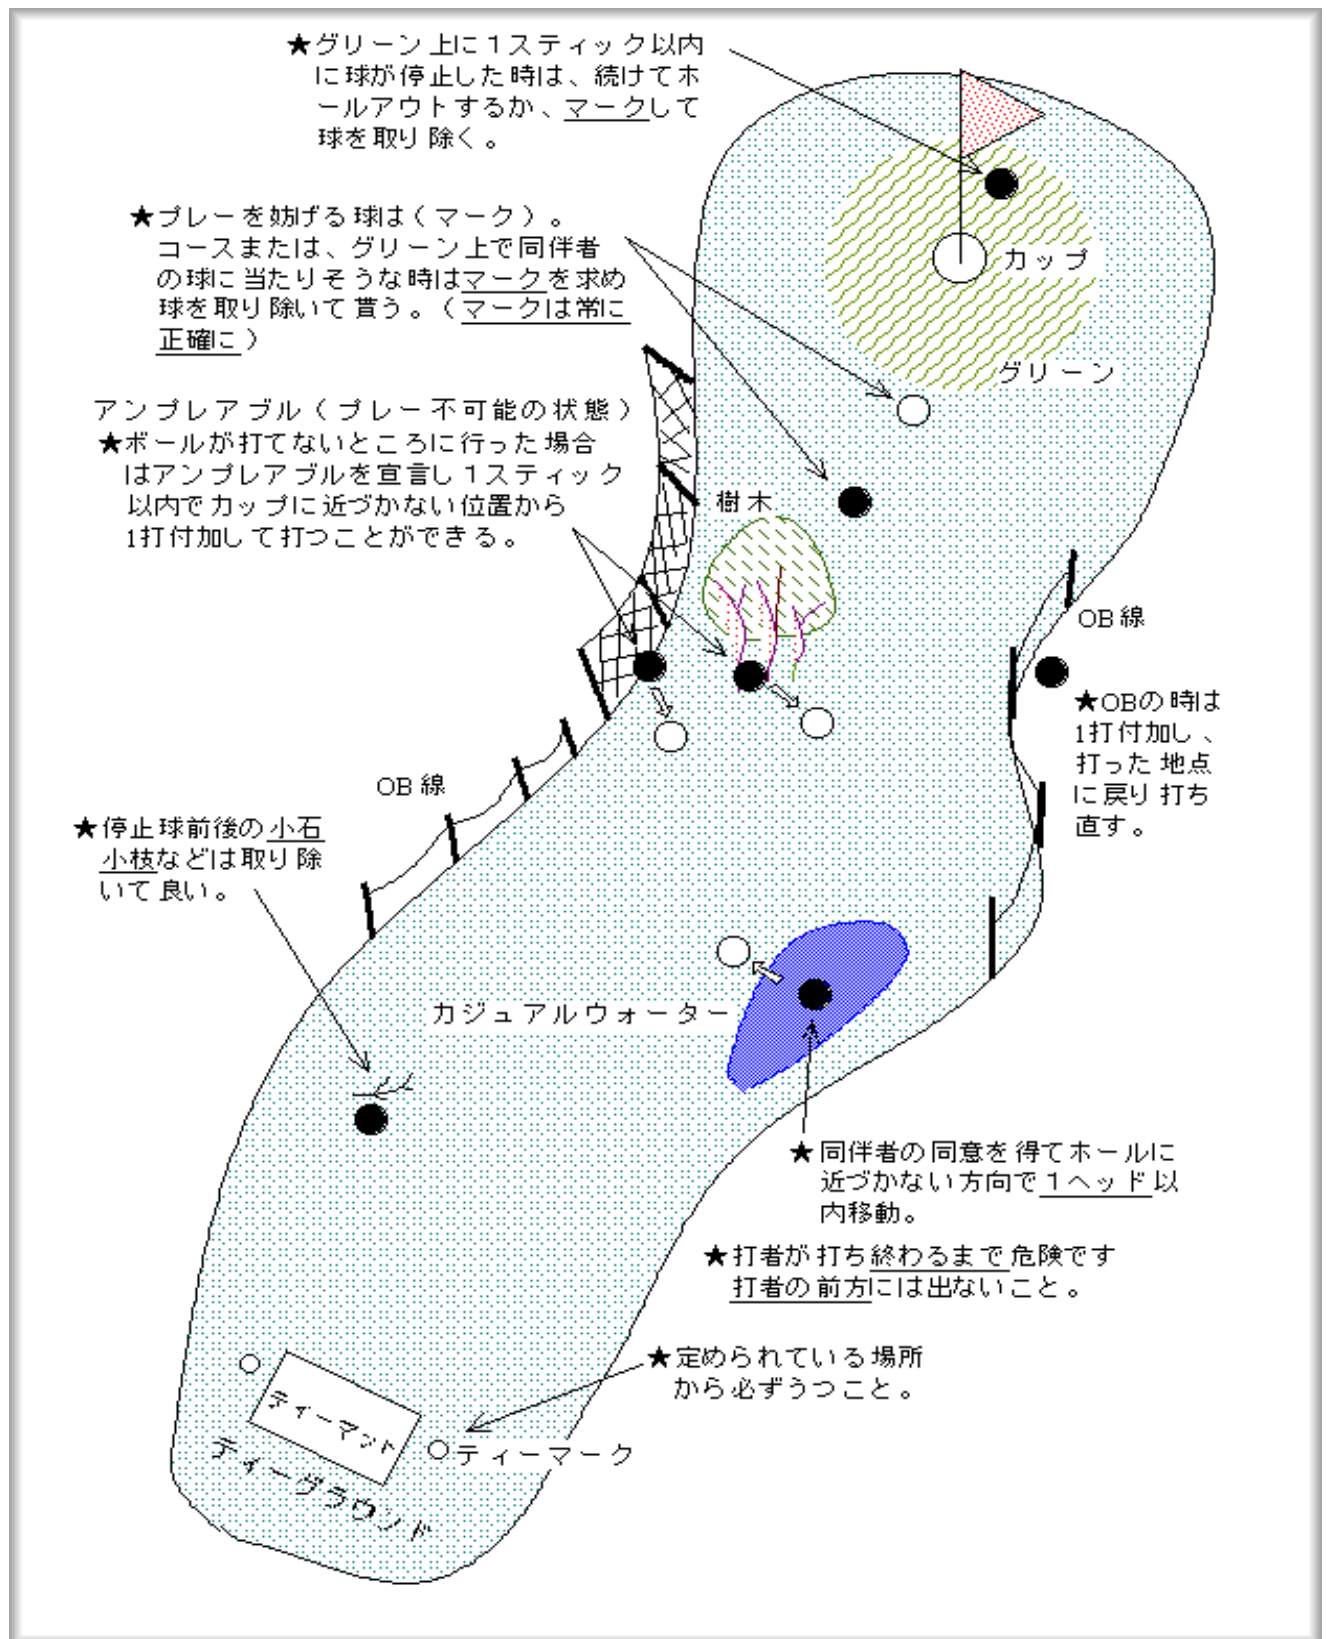 ★グリーン上に１スティック以内
に球が停止した時は、続けてホ
ールアウトするか、マークして
球を取り除く。
★プレーを妨げる球は（マーク）。
コースまたは、グリーン上で同伴者
の球に当たりそうな時はマークを求め
球を取り除いて貰う。（マークは常に
正確に）
カップ
グリーン
アンプレアブル（プレー不可能の状態）
★ボールが打てないところに行った場合
はアンプレアブルを宣言し１スティック
以内でカップに近づかない位置から
1打付加して打つことができる。
樹木
OB線
★OBの時は
1打付加し、
打った地点
に戻り打ち
直す。
OB線
★停止球前後の小石
小枝などは取り除
いて良い。
カジュアルウォーター
★同伴者の同意を得てホールに
近づかない方向で１ヘッド以
内移動。
★打者が打ち終わるまで危険です
打者の前方には出ないこと。
★定められている場所
から必ずうつこと。
ティーマット
ティーマーク
ティーグラウンド